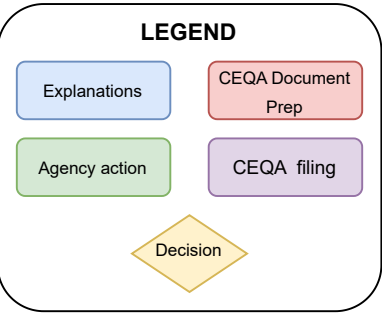 LEGEND
Explanations
CEQA Document
Prep
Agency action
CEQA filing
Decision